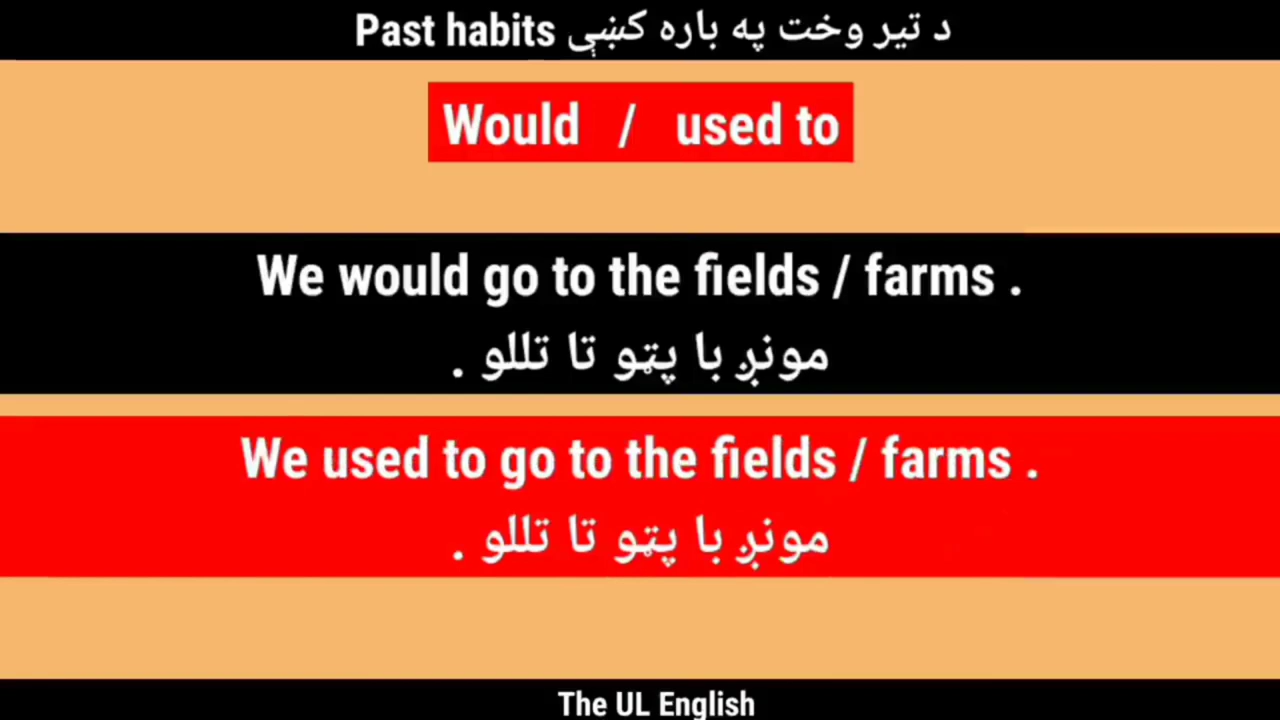 Past habits د تیر وخت په باره کښې
Would / used to
We would go to the fields / farms .
مونږ با پټو تا تللو .
We used to go to the fields / farms .
مونږ با پټو تا تللو .
The UL English